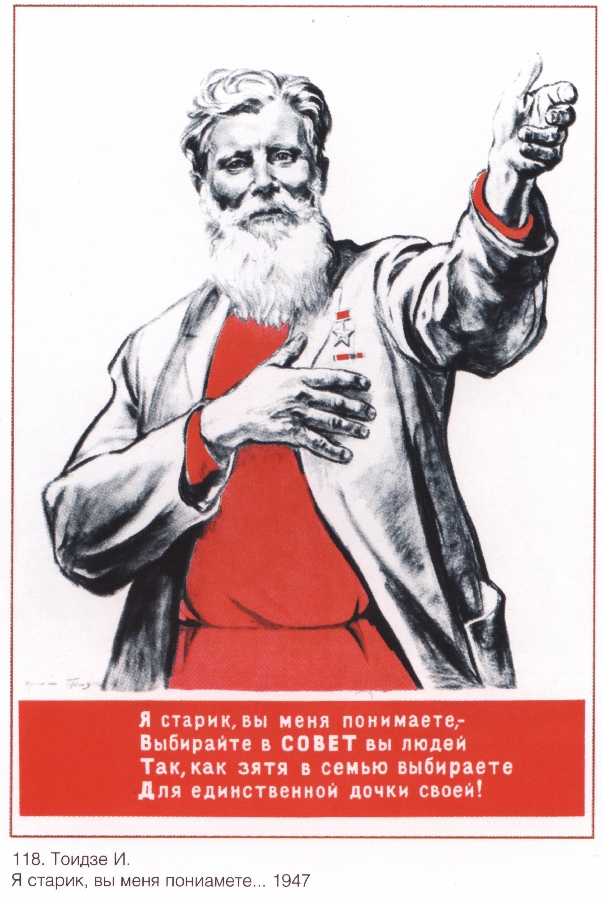 Я старик, вы меня понимаете,-
Выбирайте в СОВЕТ вы людей
Так, как зятя в семью выбираете
Для единственной дочки своей!
118. Тоидзе И.
Я старик, вы меня пониамете... 1947